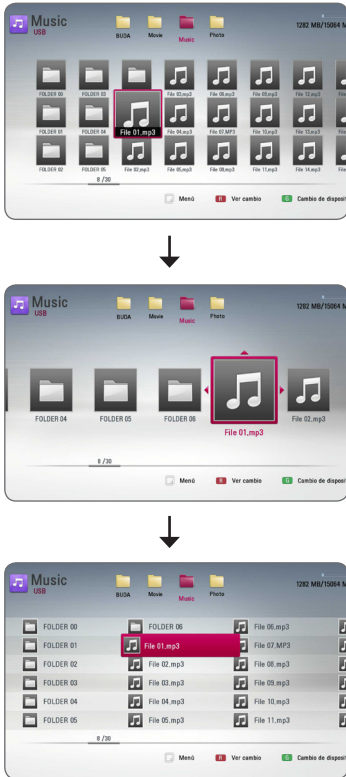 Music
USB
BUDA Movie Music Photo
1282 MB/15064 M
FOLDER 00 FOLDER 03 File 03.mp3 File 06.mp3 File 09.mp3 File 12.mp3 File
FOLDER 01 FOLDER 04 File 01.mp3 File 04.mp3 File 07.MP3 File 10.mp3 File 13.mp3 File
FOLDER 02 FOLDER 05 File 02.mp3 File 05.mp3 File 08.mp3 File 11.mp3 File 14.mp3 File
8 /30
Menú R Ver cambio G Cambio de disposit
Music
USB
BUDA Movie Music Photo
1282 MB/15064 M
FOLDER 04 FOLDER 05 FOLDER 06 File 01.mp3 File 02.mp3
8 /30
Menú R Ver cambio G Cambio de disposit
Music
USB
BUDA Movie Music Photo
1282 MB/15064 M
FOLDER 00 FOLDER 06 File 06.mp3
FOLDER 01 File 01.mp3 File 07.MP3
FOLDER 02 File 02.mp3 File 08.mp3
FOLDER 03 File 03.mp3 File 09.mp3
FOLDER 04 File 04.mp3 File 10.mp3
FOLDER 05 File 05.mp3 File 11.mp3
8 /30
Menú R Ver cambio G Cambio de disposit